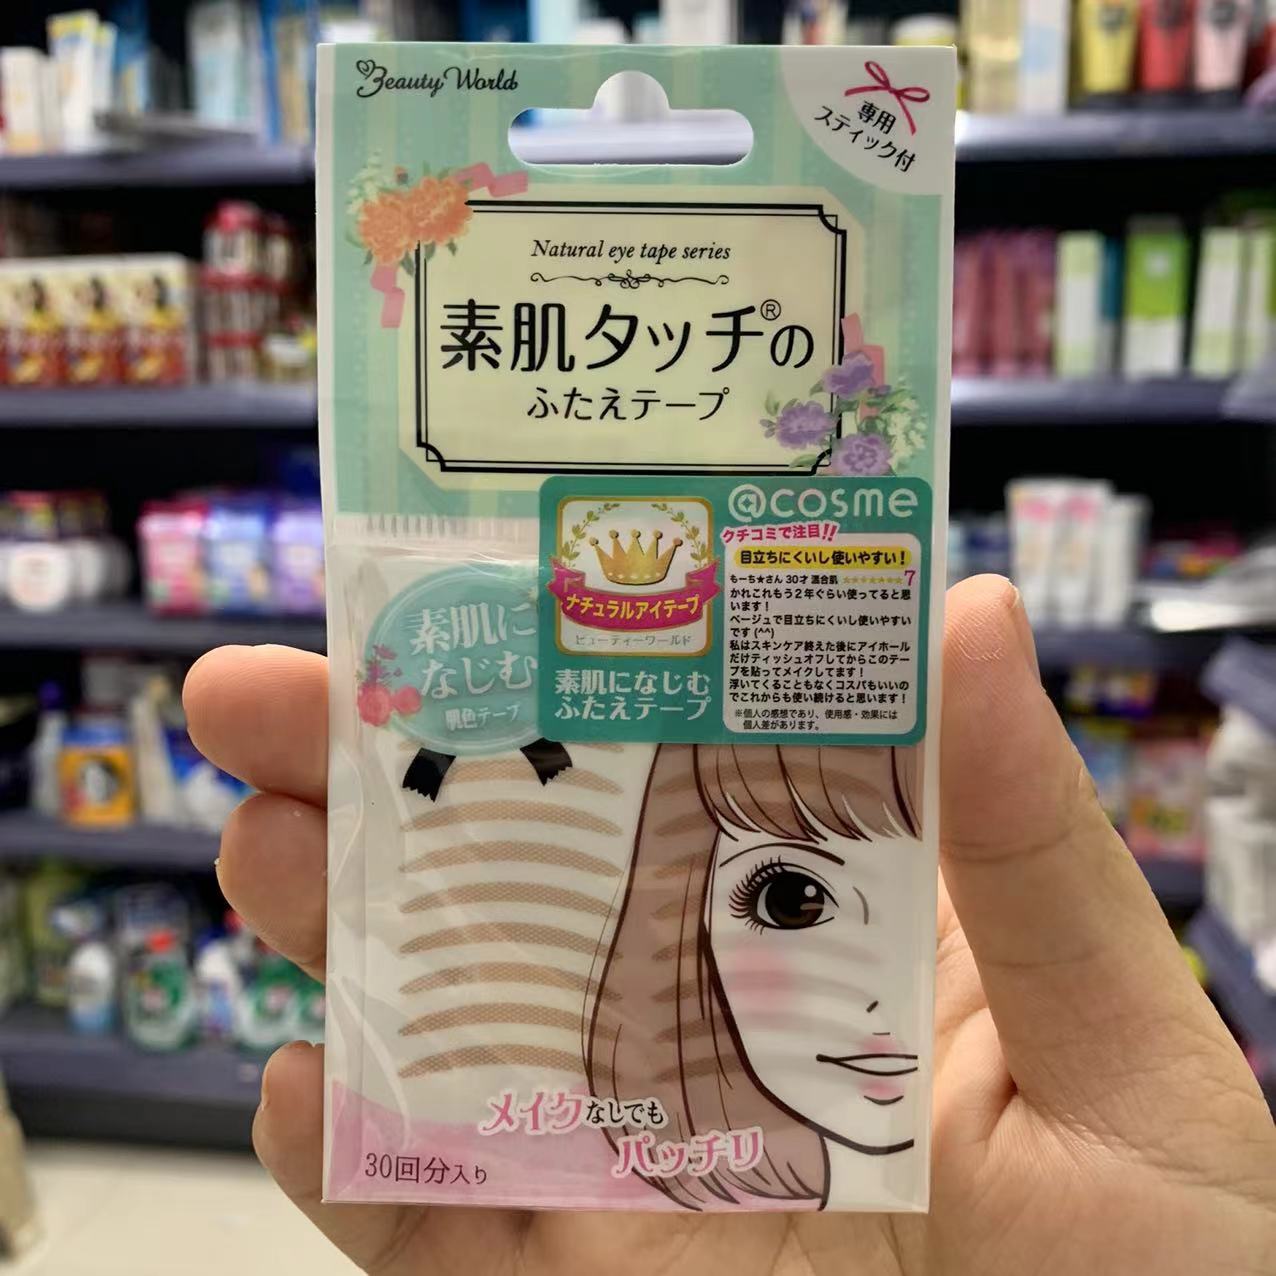 Beauty World
専用
スティック付
Natural eye tape series
素肌タッチ®の
ふたえテープ
@cosme
クチコミで注目!!
目立ちにくいし使いやすい!
もーち★さん 30才 混合肌 ★★★★★★★7
かれこれもう2年ぐらい使ってると思
います!
ベージュで目立ちにくいし使いやすい
です(^^)
私はスキンケア終えた後にアイホール
だけティッシュオフしてからこのテー
プを貼ってメイクしてます!
浮いてくることもなくコスパもいいの
でこれからも使い続けると思います!
※個人の感想であり、使用感・効果には
個人差があります。
ナチュラルアイテープ
ビューティーワールド
素肌になじむ
ふたえテープ
素肌に
なじむ
肌色テープ
メイクなしでも
パッチリ
30回分入り